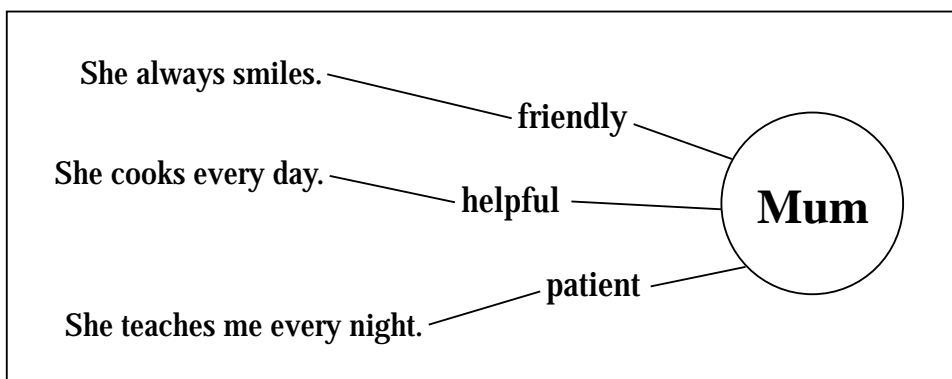 She always smiles.
friendly
She cooks every day.
helpful
Mum
patient
She teaches me every night.